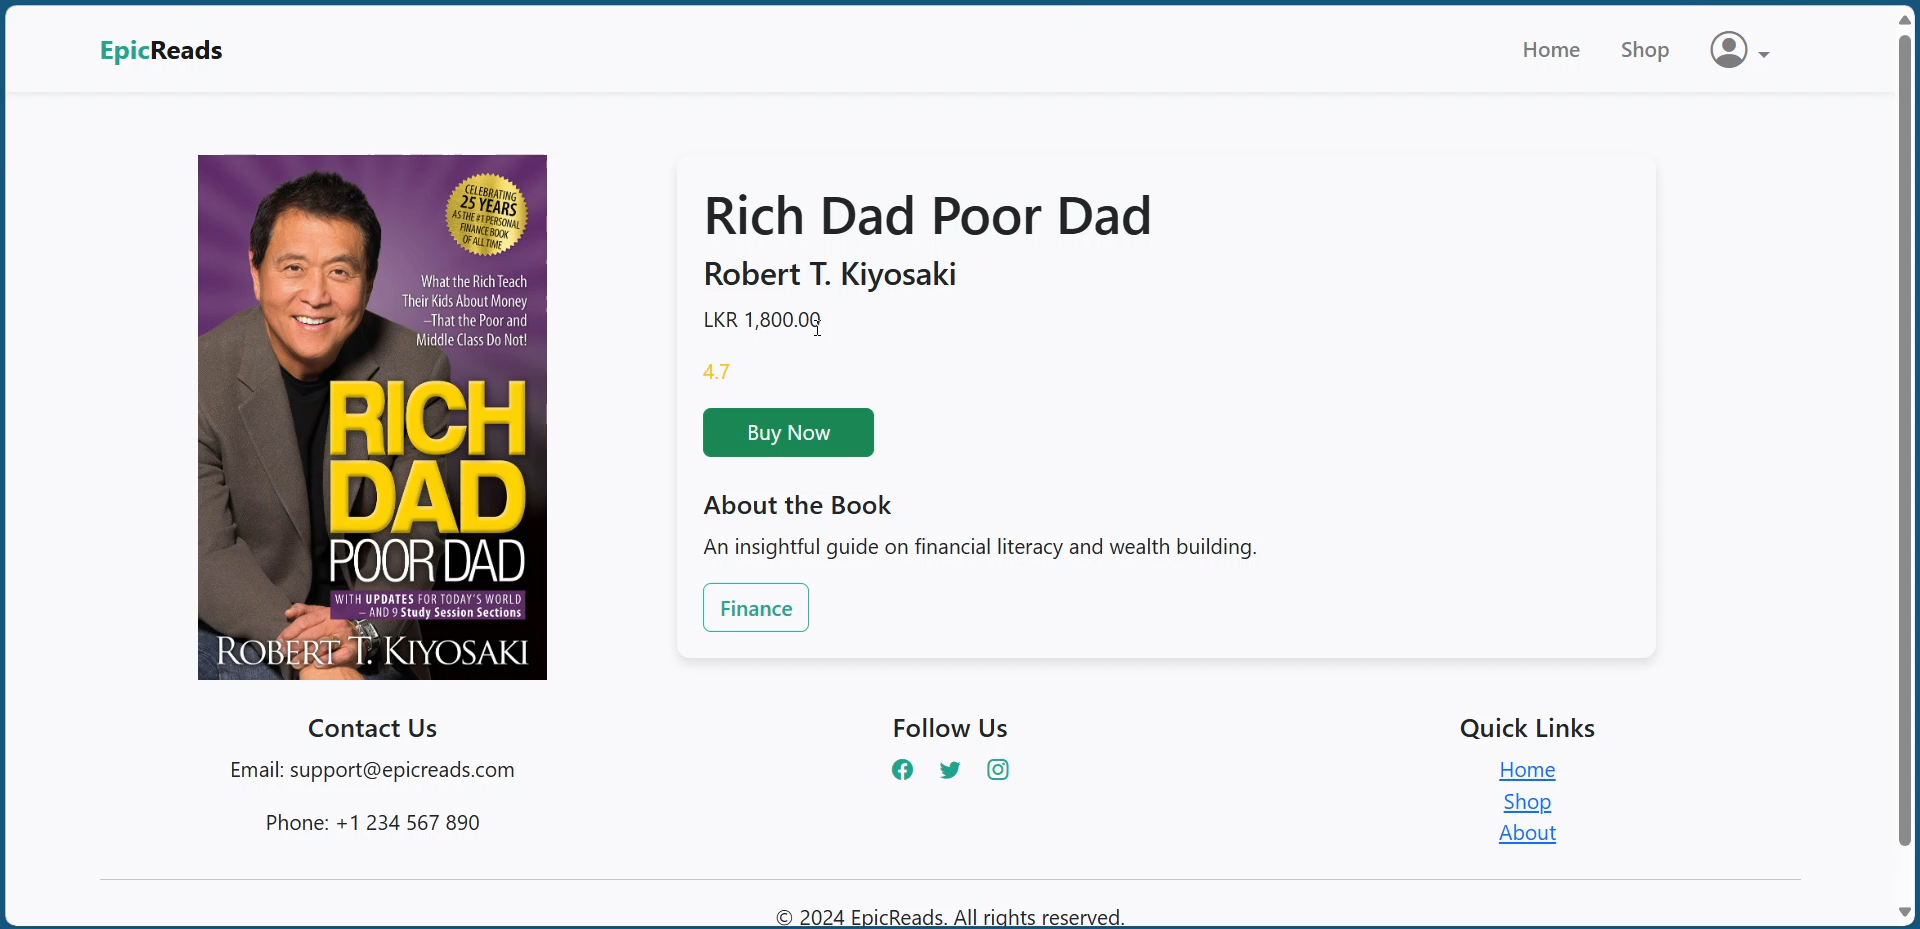 EpicReads
Home
Shop
CELEBRATING
25 YEARS
AS THE #1 PERSONAL
FINANCE BOOK
OF ALL TIME
What the Rich Teach
Their Kids About Money
–That the Poor and
Middle Class Do Not!
RICH
DAD
POOR DAD
WITH UPDATES FOR TODAY'S WORLD
– AND 9 Study Session Sections
ROBERT T. KIYOSAKI
Rich Dad Poor Dad
Robert T. Kiyosaki
LKR 1,800.00
4.7
Buy Now
About the Book
An insightful guide on financial literacy and wealth building.
Finance
Contact Us
Email: support@epicreads.com
Phone: +1 234 567 890
Follow Us
Quick Links
Home
Shop
About
© 2024 EpicReads. All rights reserved.